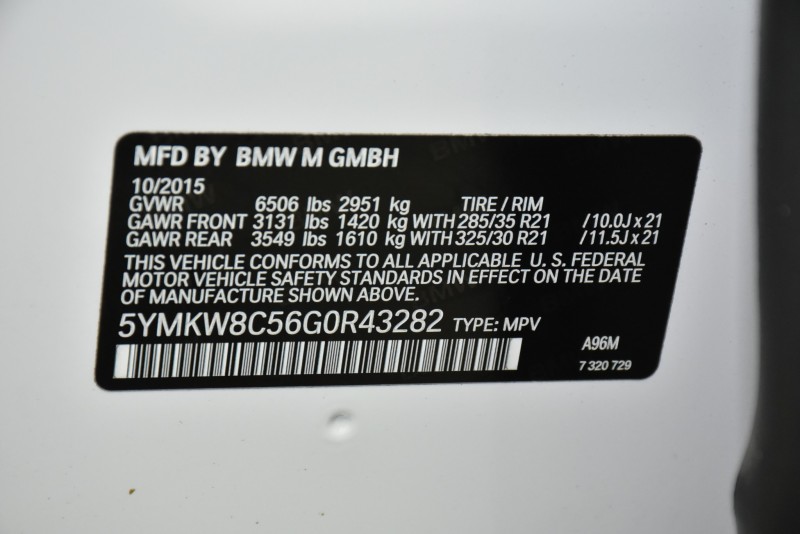 MFD BY BMW M GMBH
10/2015
GVWR 6506 lbs 2951 kg TIRE / RIM
GAWR FRONT 3131 lbs 1420 kg WITH 285/35 R21 /10.0J x 21
GAWR REAR 3549 lbs 1610 kg WITH 325/30 R21 /11.5J x 21
THIS VEHICLE CONFORMS TO ALL APPLICABLE U. S. FEDERAL
MOTOR VEHICLE SAFETY STANDARDS IN EFFECT ON THE DATE
OF MANUFACTURE SHOWN ABOVE.
5YMKW8C56G0R43282 TYPE: MPV
A96M
7 320 729